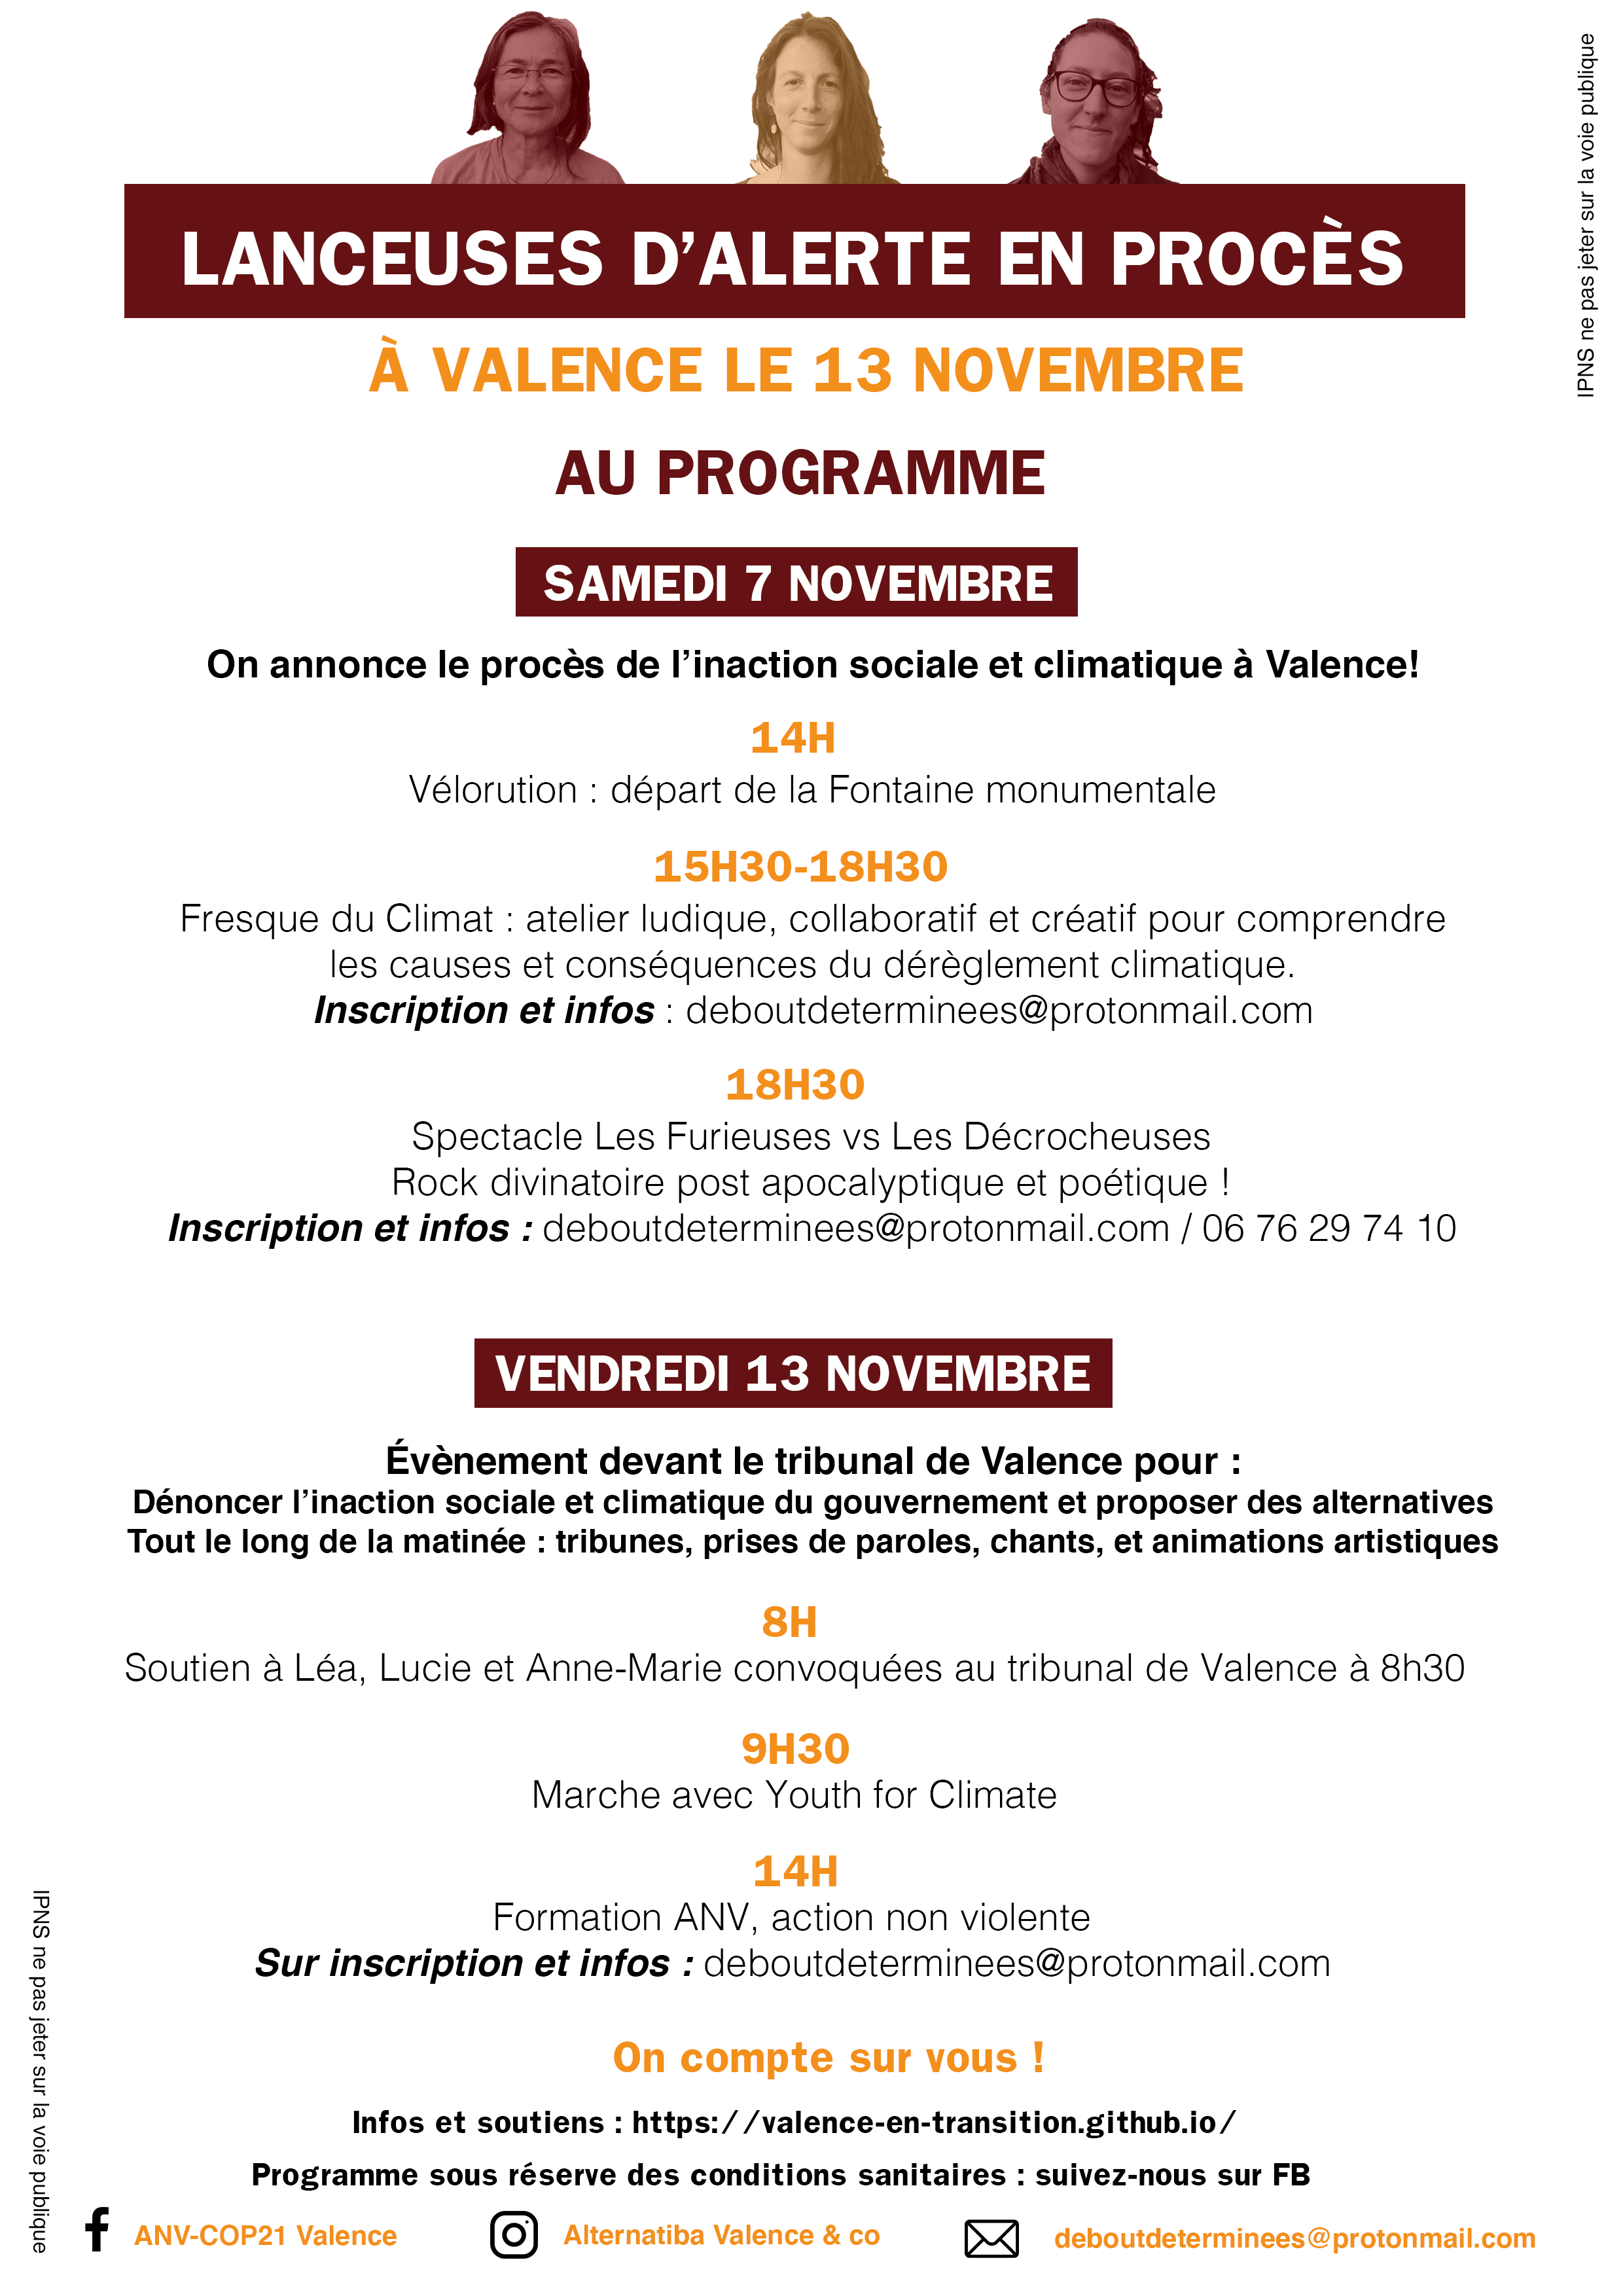 IPNS ne pas jeter sur la voie publique
LANCEUSES D’ALERTE EN PROCÈS
À VALENCE LE 13 NOVEMBRE
AU PROGRAMME
SAMEDI 7 NOVEMBRE
On annonce le procès de l’inaction sociale et climatique à Valence!
14H
Vélorution : départ de la Fontaine monumentale
15H30-18H30
Fresque du Climat : atelier ludique, collaboratif et créatif pour comprendre
les causes et conséquences du dérèglement climatique.
Inscription et infos : deboutdeterminees@protonmail.com
18H30
Spectacle Les Furieuses vs Les Décrocheuses
Rock divinatoire post apocalyptique et poétique !
Inscription et infos : deboutdeterminees@protonmail.com / 06 76 29 74 10
VENDREDI 13 NOVEMBRE
Évènement devant le tribunal de Valence pour :
Dénoncer l’inaction sociale et climatique du gouvernement et proposer des alternatives
Tout le long de la matinée : tribunes, prises de paroles, chants, et animations artistiques
8H
Soutien à Léa, Lucie et Anne-Marie convoquées au tribunal de Valence à 8h30
9H30
Marche avec Youth for Climate
14H
Formation ANV, action non violente
Sur inscription et infos : deboutdeterminees@protonmail.com
On compte sur vous !
Infos et soutiens : https://valence-en-transition.github.io/
Programme sous réserve des conditions sanitaires : suivez-nous sur FB
ANV-COP21 Valence
Alternatiba Valence & co
deboutdeterminees@protonmail.com
IPNS ne pas jeter sur la voie publique